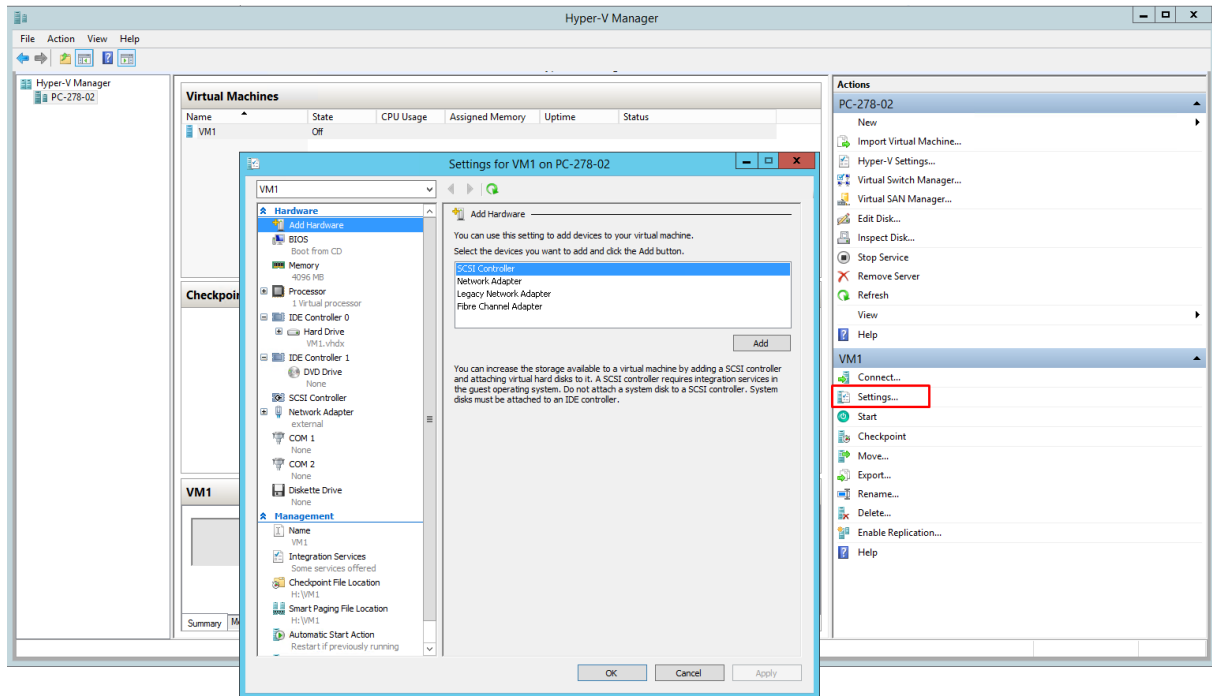 Hyper-V Manager
File Action View Help
Hyper-V Manager
PC-278-02
Virtual Machines
Name State CPU Usage Assigned Memory Uptime Status
VM1 Off
Settings for VM1 on PC-278-02
VM1
Hardware
Add Hardware
BIOS
Boot from CD
Memory
4096 MB
Processor
1 Virtual processor
IDE Controller 0
Hard Drive
VM1.vhdx
IDE Controller 1
DVD Drive
None
SCSI Controller
Network Adapter
external
COM 1
None
COM 2
None
Diskette Drive
None
Management
Name
VM1
Integration Services
Some services offered
Checkpoint File Location
H:\VM1
Smart Paging File Location
H:\VM1
Automatic Start Action
Restart if previously running
Add Hardware
You can use this setting to add devices to your virtual machine.
Select the devices you want to add and click the Add button.
SCSI Controller
Network Adapter
Legacy Network Adapter
Fibre Channel Adapter
Add
You can increase the storage available to a virtual machine by adding a SCSI controller
and attaching virtual hard disks to it. A SCSI controller requires integration services in
the guest operating system. Do not attach a system disk to a SCSI controller. System
disks must be attached to an IDE controller.
OK Cancel Apply
Checkpoi
VM1
Summary
Actions
PC-278-02
New
Import Virtual Machine...
Hyper-V Settings...
Virtual Switch Manager...
Virtual SAN Manager...
Edit Disk...
Inspect Disk...
Stop Service
Remove Server
Refresh
View
Help
VM1
Connect...
Settings...
Start
Checkpoint
Move...
Export...
Rename...
Delete...
Enable Replication...
Help